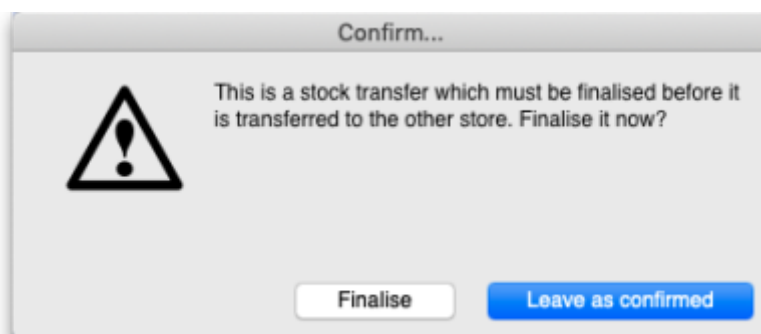 Confirm...
This is a stock transfer which must be finalised before it
is transferred to the other store. Finalise it now?
Finalise
Leave as confirmed